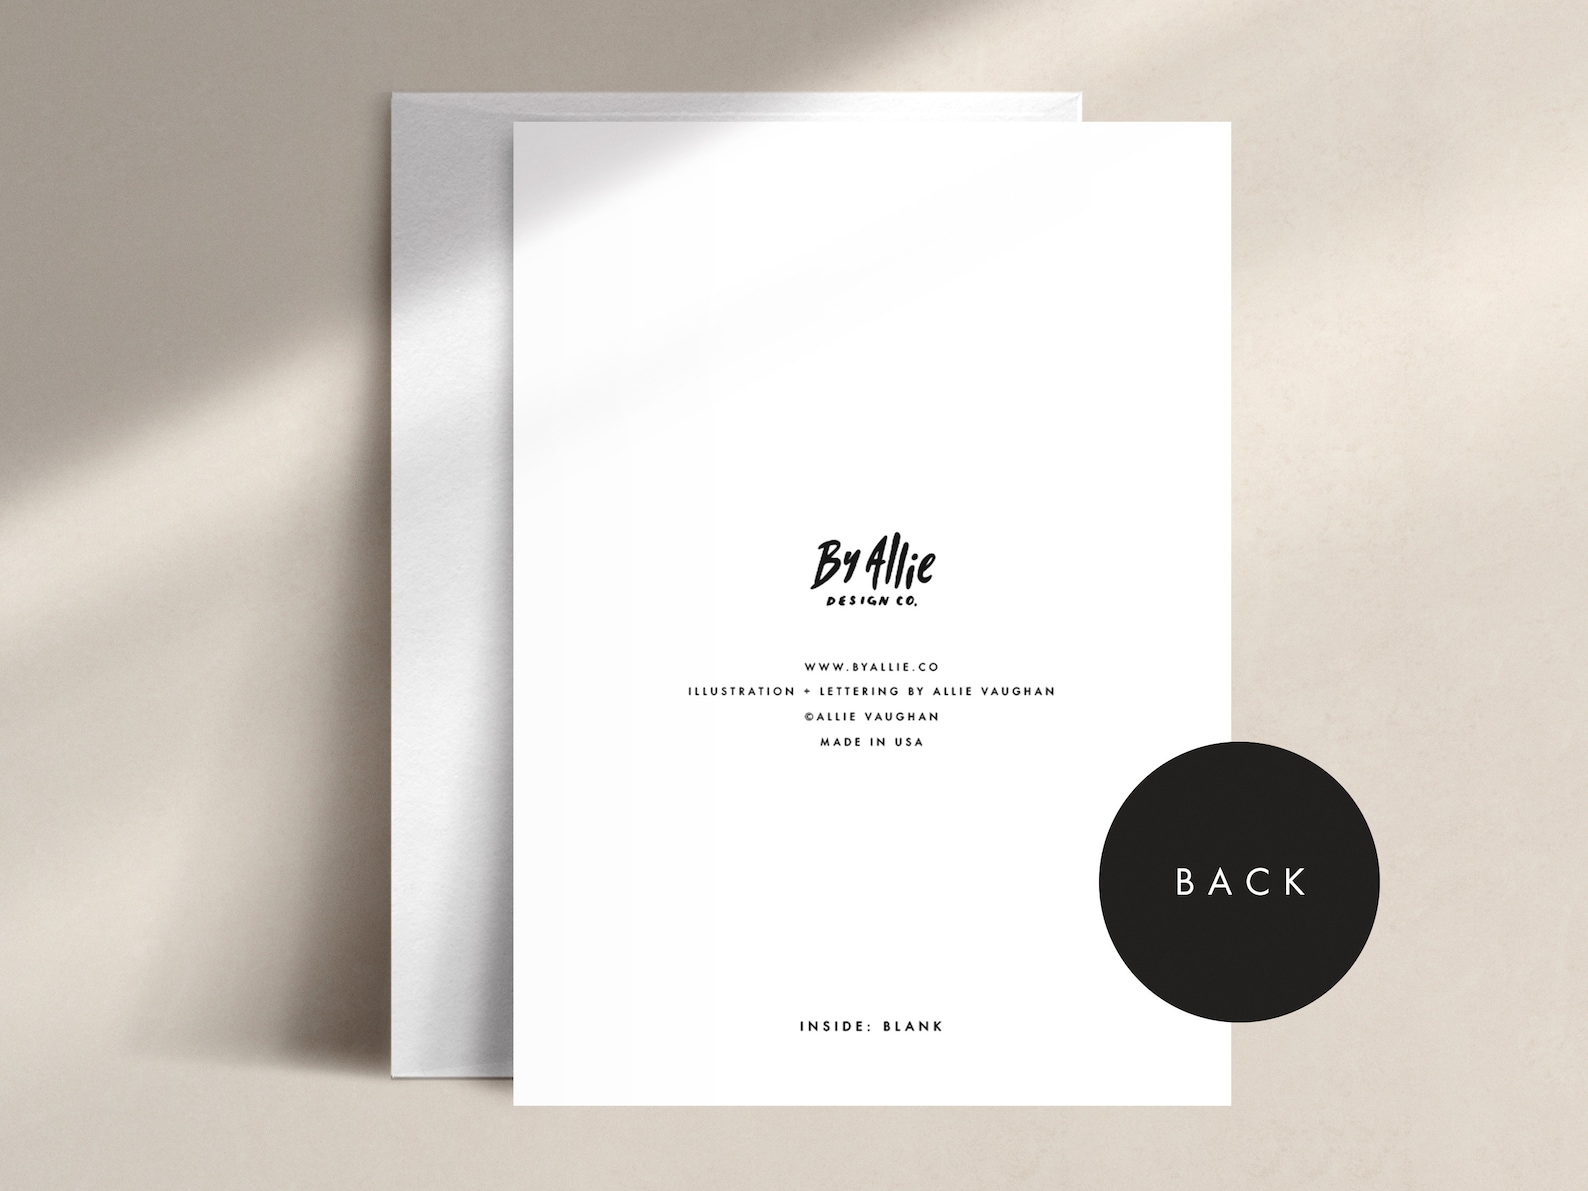 By Allie
DESIGN CO.
WWW.BYALLIE.CO
ILLUSTRATION + LETTERING BY ALLIE VAUGHAN
©ALLIE VAUGHAN
MADE IN USA
BACK
INSIDE: BLANK